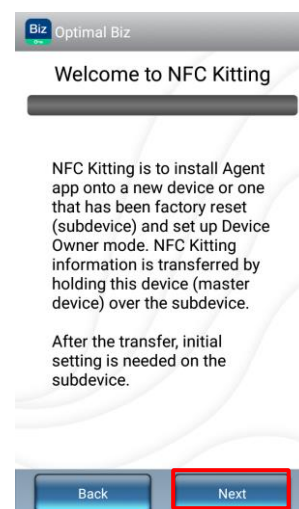 Biz
Optimal Biz
Welcome to NFC Kitting
NFC Kitting is to install Agent
app onto a new device or one
that has been factory reset
(subdevice) and set up Device
Owner mode. NFC Kitting
information is transferred by
holding this device (master
device) over the subdevice.
After the transfer, initial
setting is needed on the
subdevice.
Back
Next